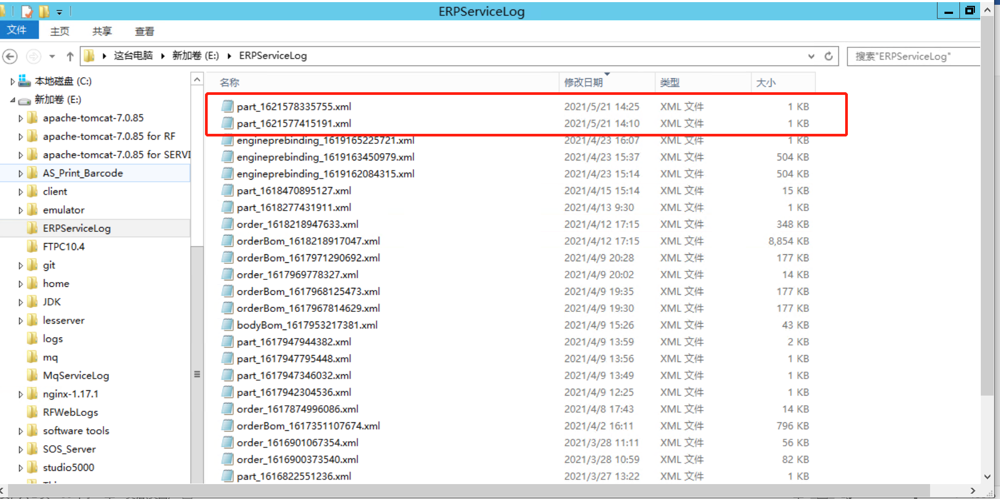 ERPServiceLog
文件 主页 共享 查看
这台电脑 新加卷 (E:) ERPServiceLog 搜索"ERPServiceLog"
本地磁盘 (C:)
新加卷 (E:)
apache-tomcat-7.0.85
apache-tomcat-7.0.85 for RF
apache-tomcat-7.0.85 for SERVI
AS_Print_Barcode
client
emulator
ERPServiceLog
FTPC10.4
git
home
JDK
lesserver
logs
mq
MqServiceLog
nginx-1.17.1
RFWebLogs
software tools
SOS_Server
studio5000
名称 修改日期 类型 大小
part_1621578335755.xml 2021/5/21 14:25 XML 文件 1 KB
part_1621577415191.xml 2021/5/21 14:10 XML 文件 1 KB
engineprebinding_1619165225721.xml 2021/4/23 16:07 XML 文件 1 KB
engineprebinding_1619163450979.xml 2021/4/23 15:37 XML 文件 504 KB
engineprebinding_1619162084315.xml 2021/4/23 15:14 XML 文件 504 KB
part_1618470895127.xml 2021/4/15 15:14 XML 文件 15 KB
part_1618277431911.xml 2021/4/13 9:30 XML 文件 1 KB
order_1618218947633.xml 2021/4/12 17:15 XML 文件 348 KB
orderBom_1618218917047.xml 2021/4/12 17:15 XML 文件 8,854 KB
orderBom_1617971290692.xml 2021/4/9 20:28 XML 文件 177 KB
order_1617969778327.xml 2021/4/9 20:02 XML 文件 14 KB
orderBom_1617968125473.xml 2021/4/9 19:35 XML 文件 177 KB
orderBom_1617967814629.xml 2021/4/9 19:30 XML 文件 177 KB
bodyBom_1617953217381.xml 2021/4/9 15:26 XML 文件 43 KB
part_1617947944382.xml 2021/4/9 13:59 XML 文件 2 KB
part_1617947795448.xml 2021/4/9 13:56 XML 文件 1 KB
part_1617947346032.xml 2021/4/9 13:49 XML 文件 1 KB
part_1617942304536.xml 2021/4/9 12:25 XML 文件 1 KB
order_1617874996086.xml 2021/4/8 17:43 XML 文件 14 KB
orderBom_1617351107674.xml 2021/4/2 16:11 XML 文件 796 KB
order_1616901067354.xml 2021/3/28 11:11 XML 文件 56 KB
order_1616900373540.xml 2021/3/28 10:59 XML 文件 82 KB
part_1616822551236.xml 2021/3/27 13:22 XML 文件 1 KB